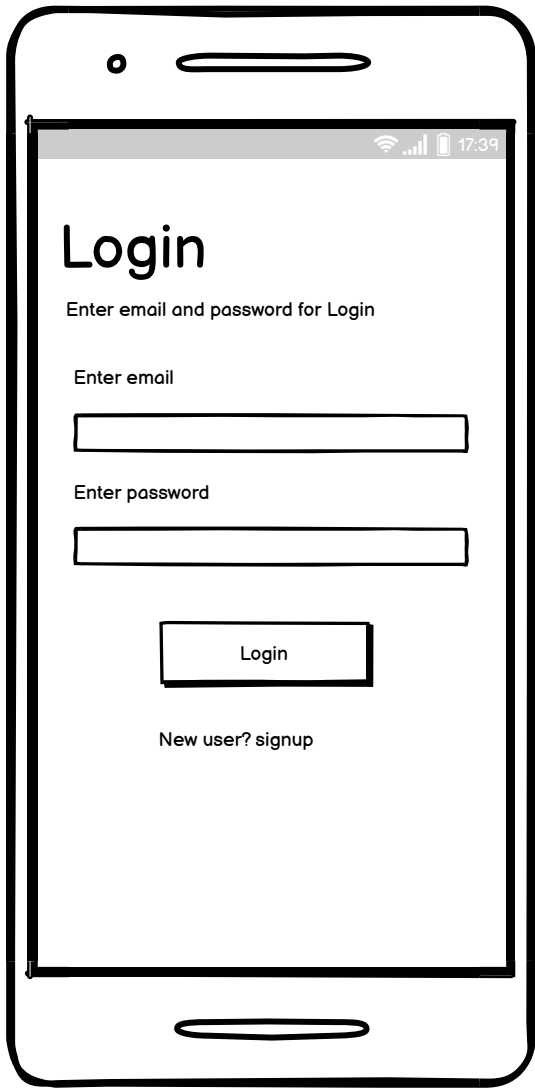 17:39
Login
Enter email and password for Login
Enter email
Enter password
Login
New user? signup